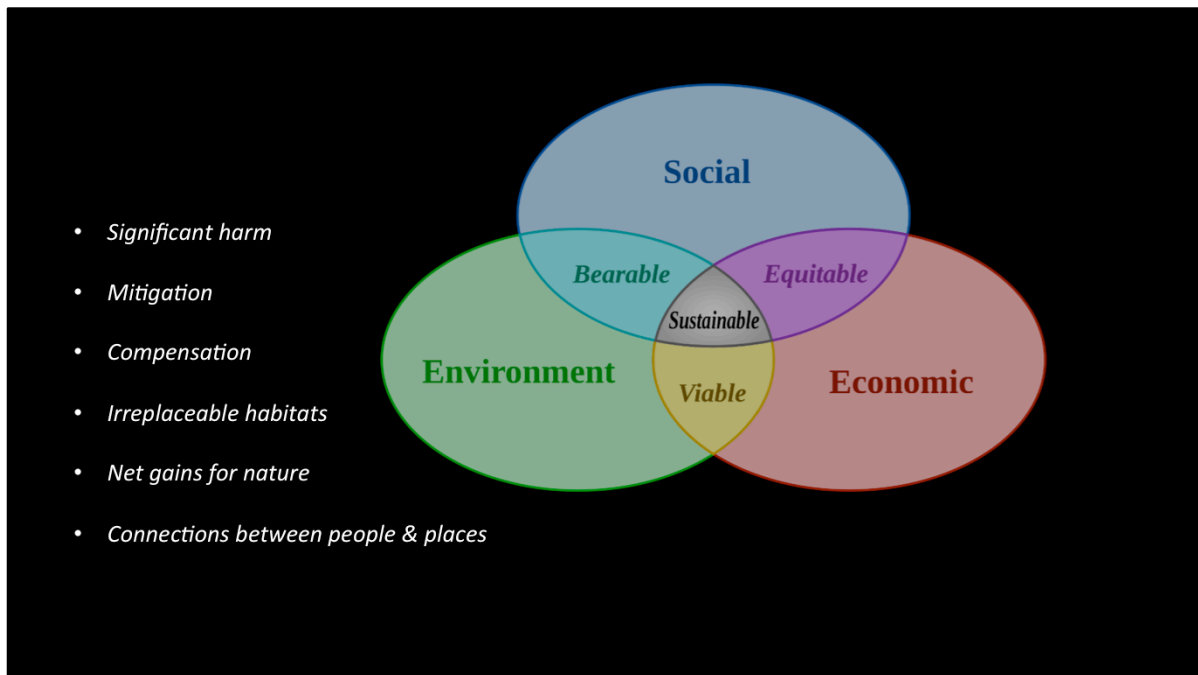 • Significant harm
• Mitigation
• Compensation
• Irreplaceable habitats
• Net gains for nature
• Connections between people & places
Social
Bearable
Equitable
Sustainable
Environment
Economic
Viable